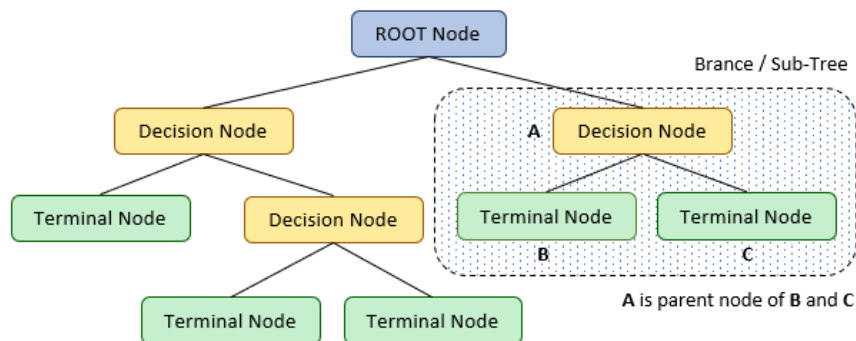 ROOT Node
Brance / Sub-Tree
Decision Node
A
Decision Node
Terminal Node
Decision Node
Terminal Node
Terminal Node
B
C
Terminal Node
Terminal Node
A is parent node of B and C